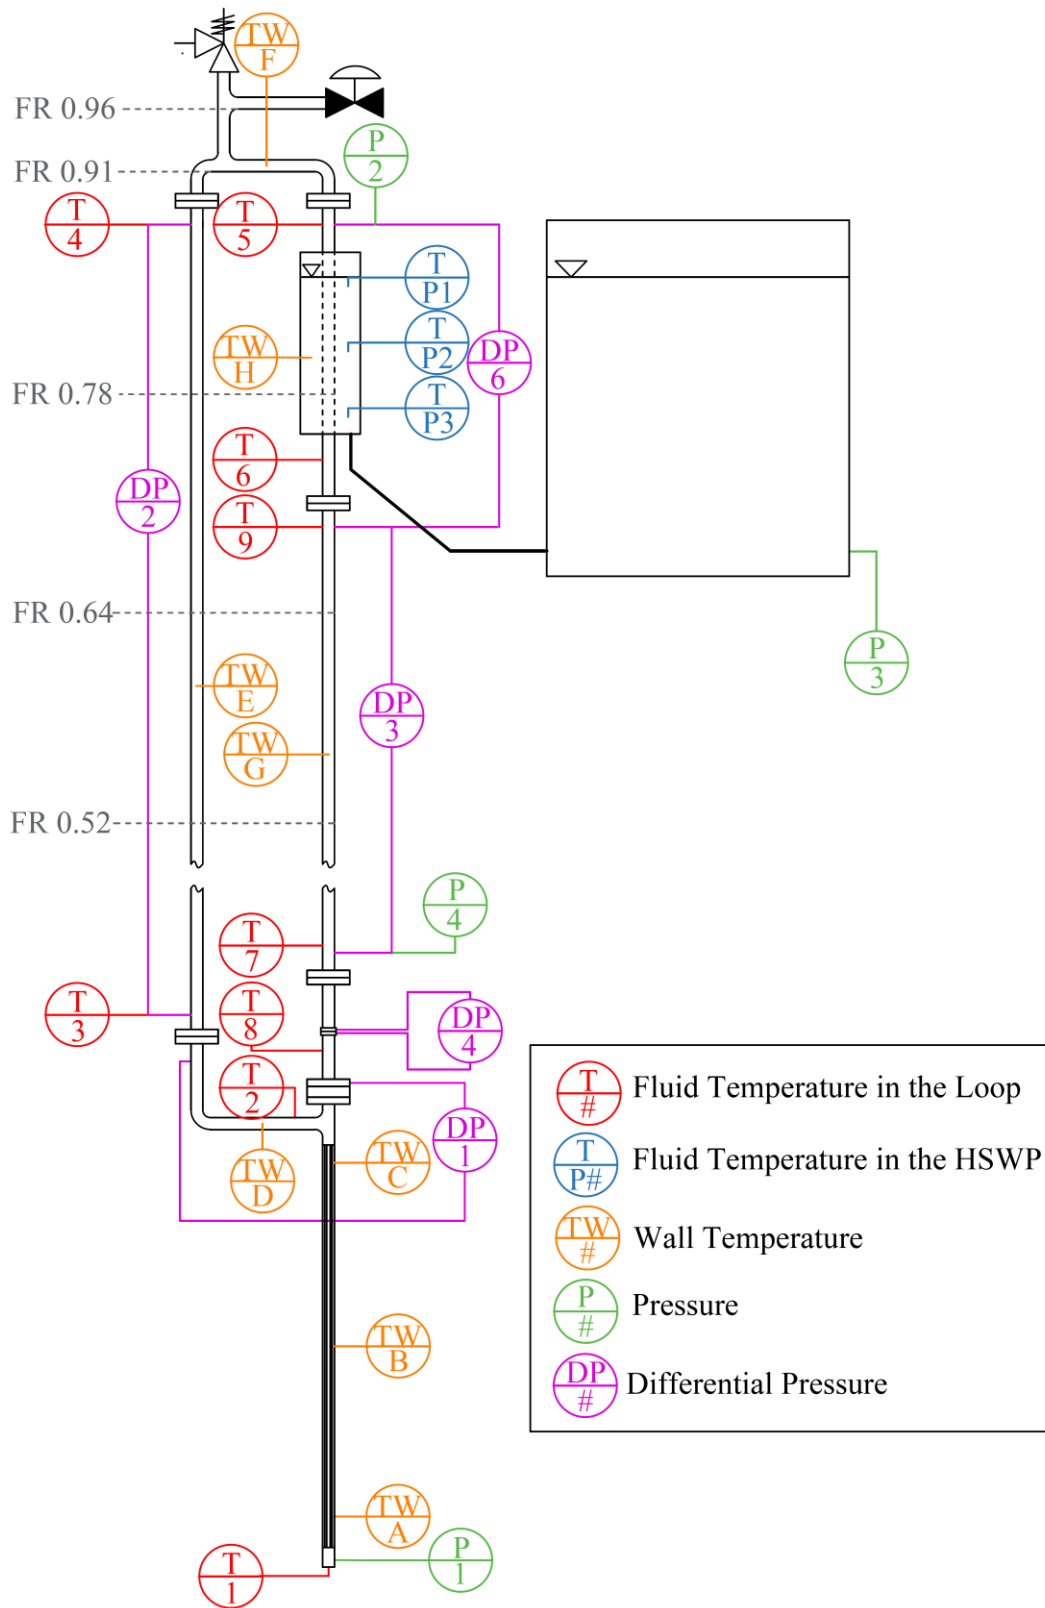 TW
F
FR 0.96
P
2
FR 0.91
T
4
T
5
T
P1
T
P2
TW
H
DP
6
FR 0.78
T
P3
T
6
DP
2
T
9
FR 0.64
P
3
TW
E
DP
3
TW
G
FR 0.52
P
4
T
7
T
3
T
8
DP
4
T
2
DP
1
TW
C
TW
D
TW
B
TW
A
P
1
T
1
T
#
Fluid Temperature in the Loop
T
P#
Fluid Temperature in the HSWP
TW
#
Wall Temperature
P
#
Pressure
DP
#
Differential Pressure